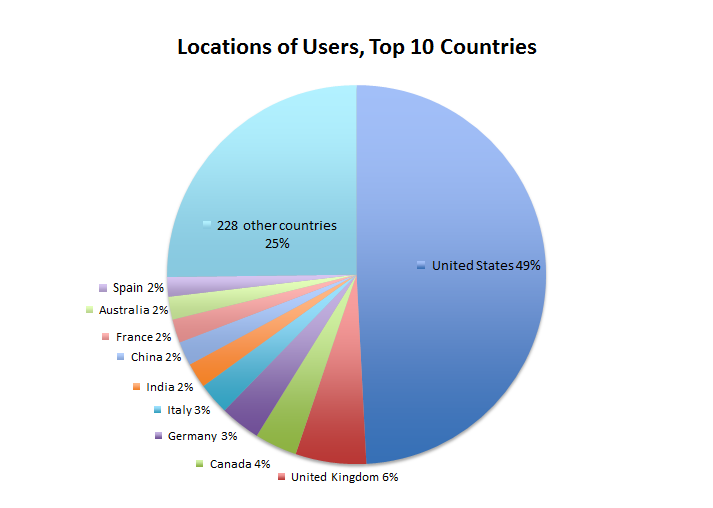 Locations of Users, Top 10 Countries
228 other countries
25%
United States 49%
Spain 2%
Australia 2%
France 2%
China 2%
India 2%
Italy 3%
Germany 3%
Canada 4%
United Kingdom 6%